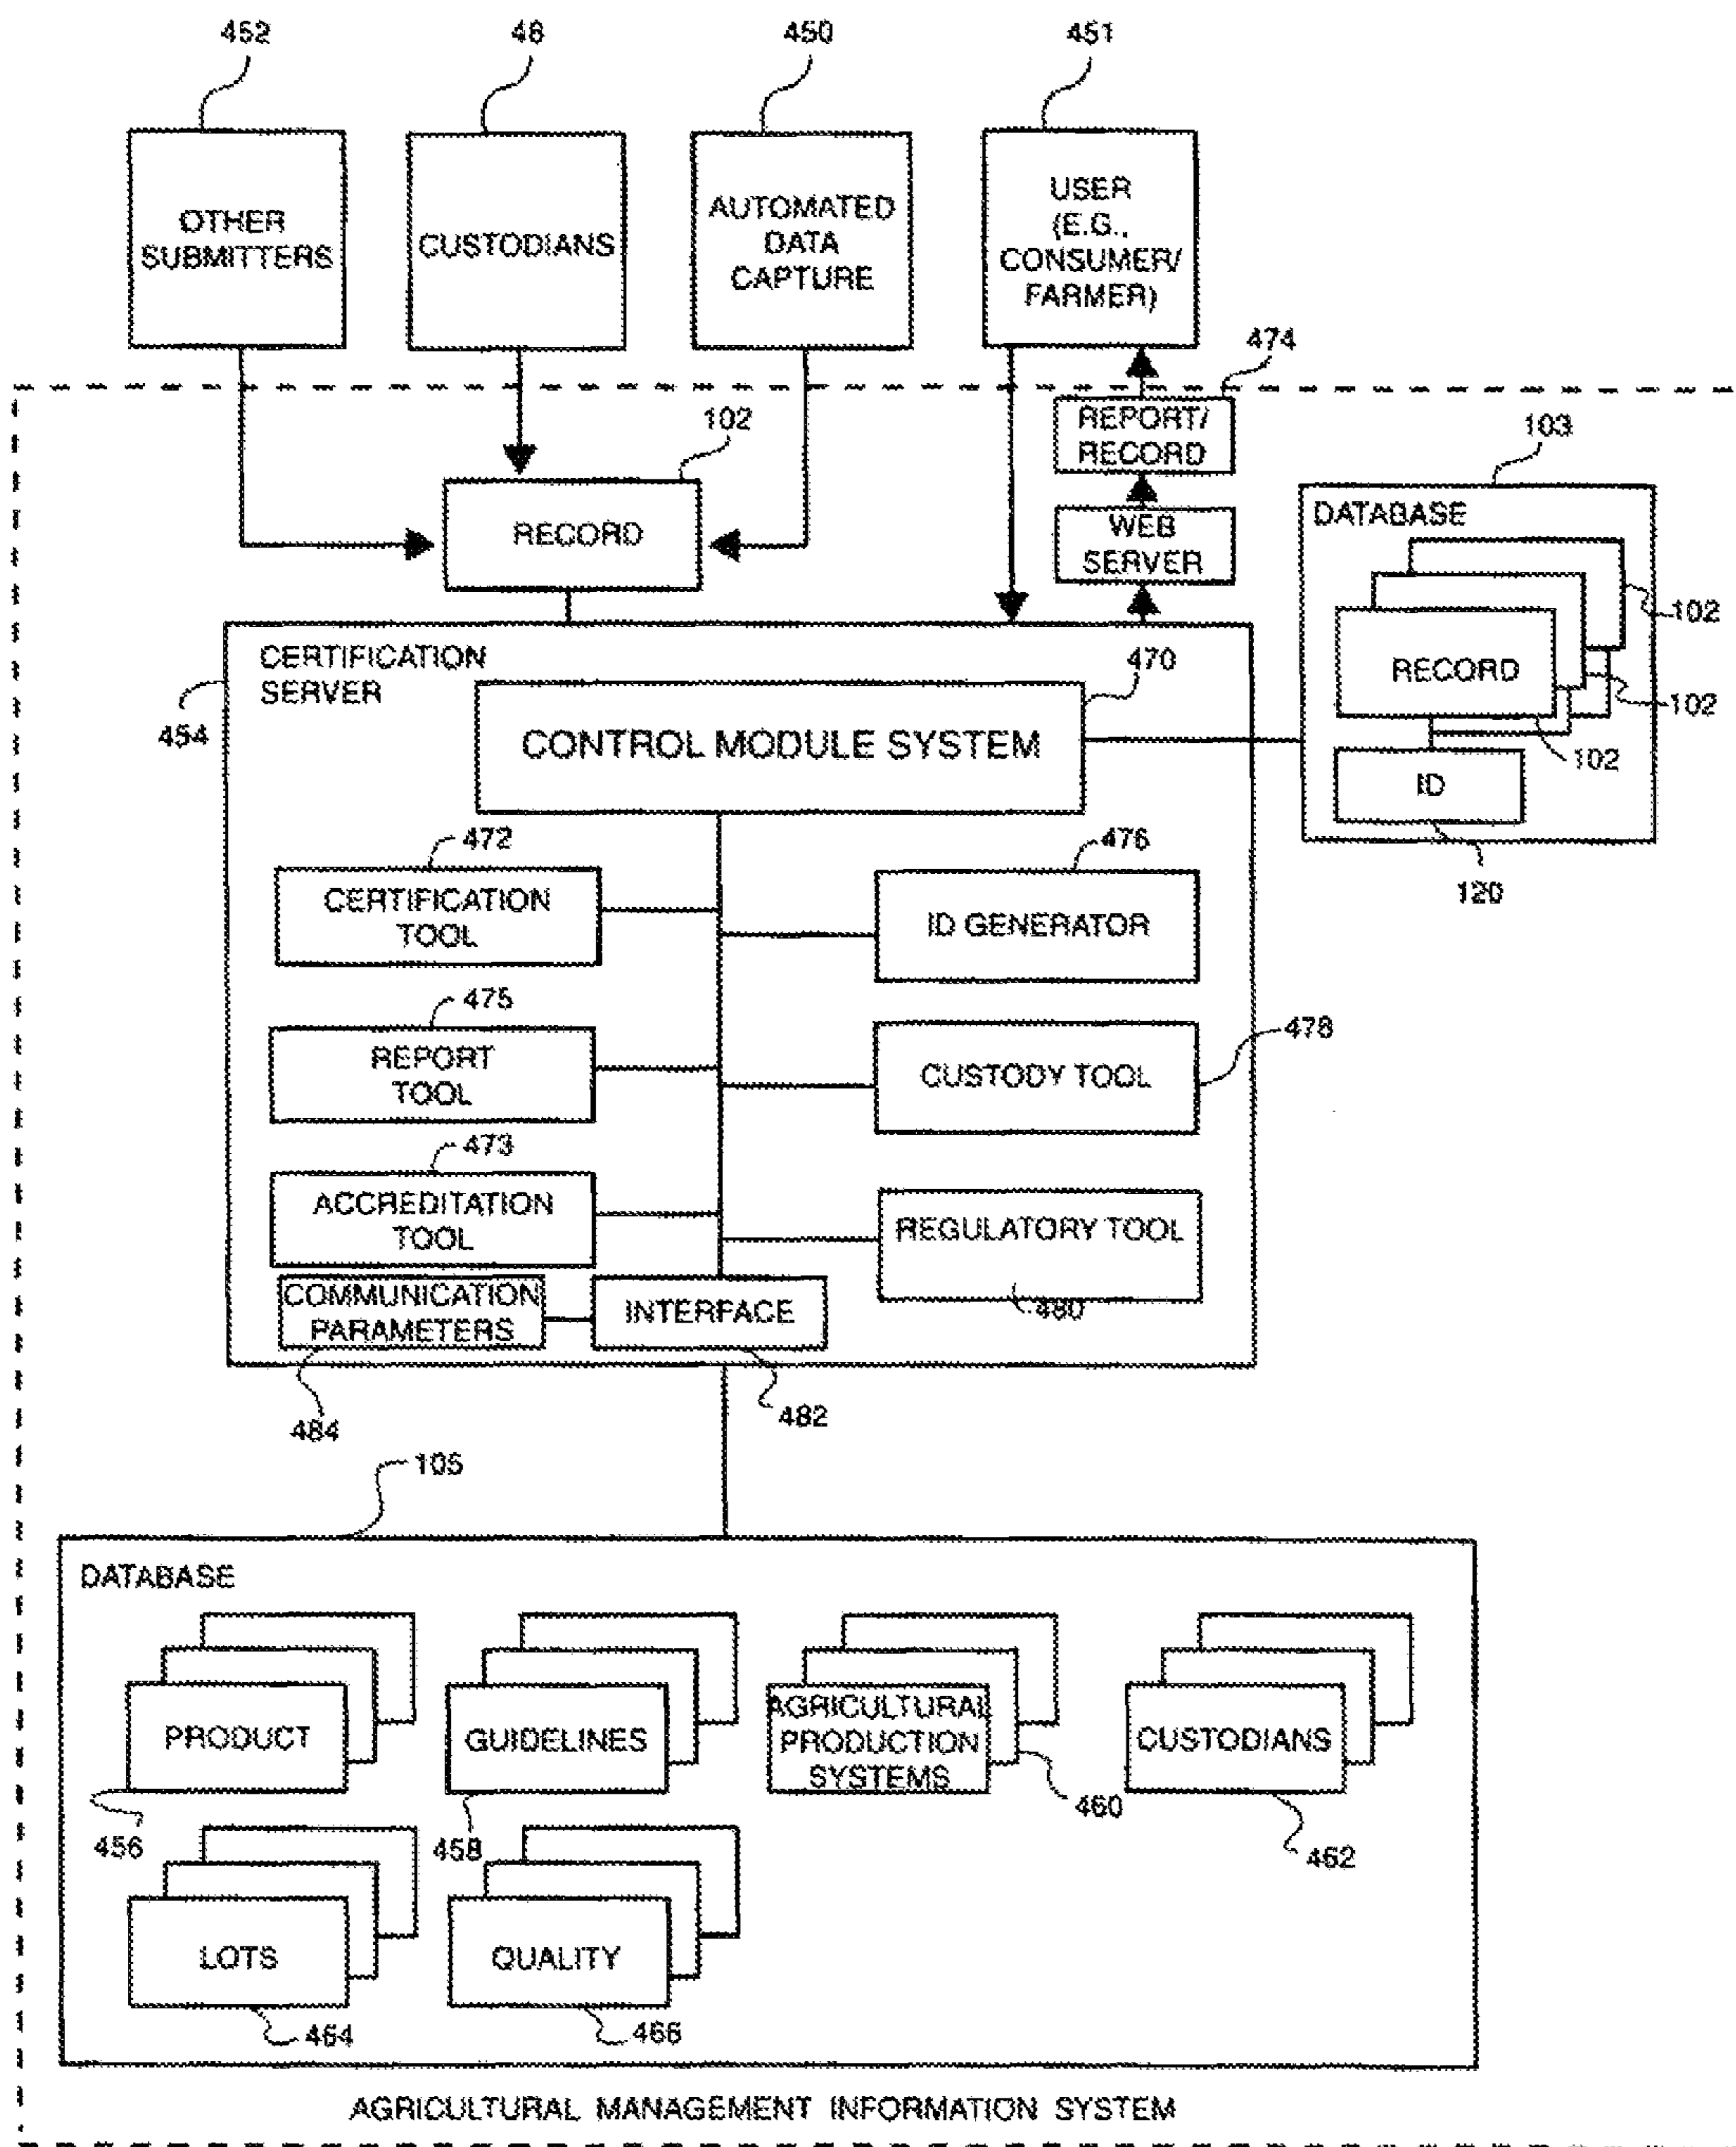 452
48
450
451
OTHER
SUBMITTERS
CUSTODIANS
AUTOMATED
DATA
CAPTURE
USER
(E.G.,
CONSUMER/
FARMER)
474
REPORT/
RECORD
102
RECORD
WEB
SERVER
103
DATABASE
RECORD
102
102
102
ID
120
CERTIFICATION
SERVER
454
470
CONTROL MODULE SYSTEM
472
CERTIFICATION
TOOL
476
ID GENERATOR
475
REPORT
TOOL
478
CUSTODY TOOL
473
ACCREDITATION
TOOL
REGULATORY TOOL
480
COMMUNICATION
PARAMETERS
INTERFACE
484
482
105
DATABASE
PRODUCT
GUIDELINES
AGRICULTURAL
PRODUCTION
SYSTEMS
CUSTODIANS
456
458
460
462
LOTS
QUALITY
464
466
AGRICULTURAL MANAGEMENT INFORMATION SYSTEM